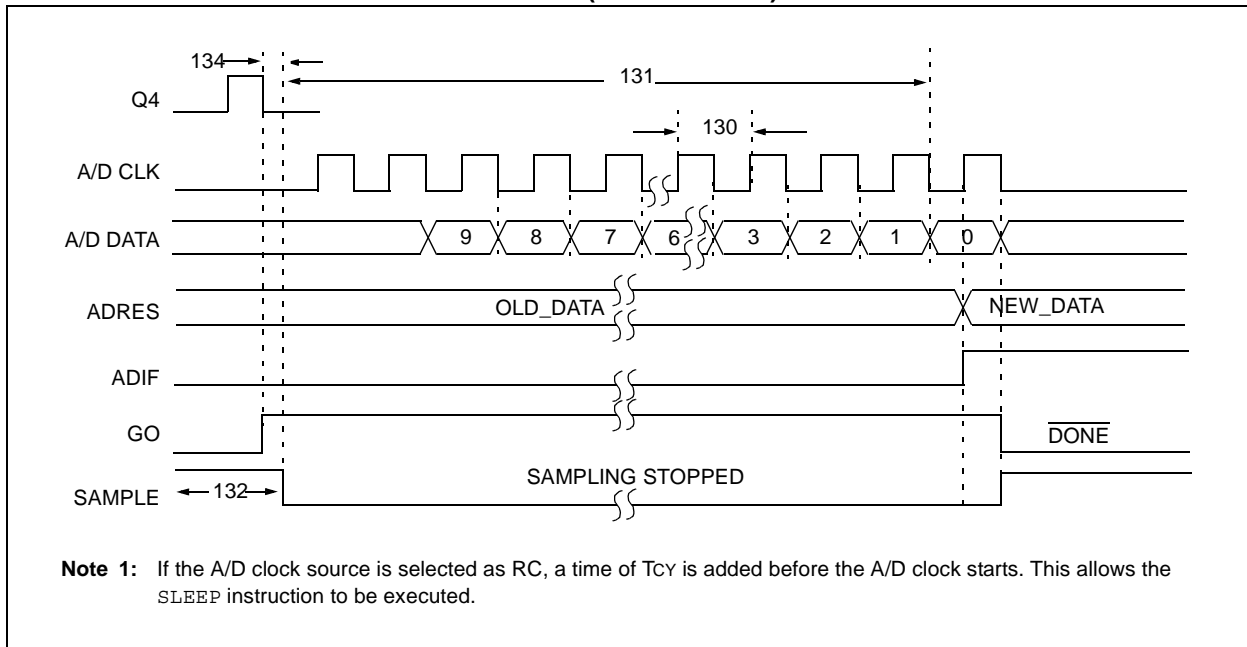 134
131
Q4
130
A/D CLK
A/D DATA 9 8 7 6 3 2 1 0
ADRES OLD_DATA NEW_DATA
ADIF
GO DONE
SAMPLING STOPPED
SAMPLE 132
Note 1: If the A/D clock source is selected as RC, a time of TCY is added before the A/D clock starts. This allows the
SLEEP instruction to be executed.